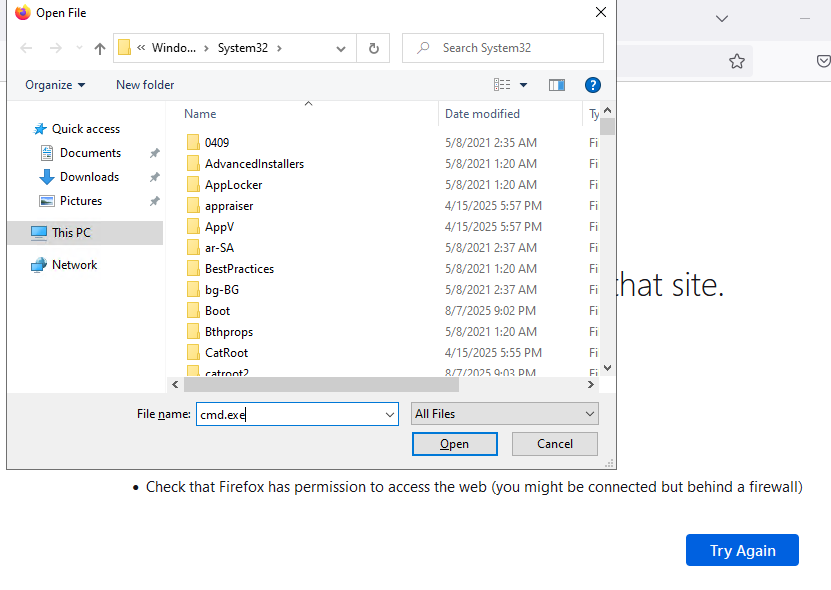 Open File
« Windo... › System32 ›
Search System32
Organize
New folder
Name
Date modified
Ty
Quick access
Documents
Downloads
Pictures
This PC
Network
0409 5/8/2021 2:35 AM Fi
AdvancedInstallers 5/8/2021 1:20 AM Fi
AppLocker 5/8/2021 1:20 AM Fi
appraiser 4/15/2025 5:57 PM Fi
AppV 4/15/2025 5:57 PM Fi
ar-SA 5/8/2021 2:37 AM Fi
BestPractices 5/8/2021 1:20 AM Fi
bg-BG 5/8/2021 2:37 AM Fi
Boot 8/7/2025 9:02 PM Fi
Bthprops 5/8/2021 1:20 AM Fi
CatRoot 4/15/2025 5:55 PM Fi
catroot2 8/7/2025 9:03 PM Fi
File name: cmd.exe
All Files
Open
Cancel
that site.
• Check that Firefox has permission to access the web (you might be connected but behind a firewall)
Try Again